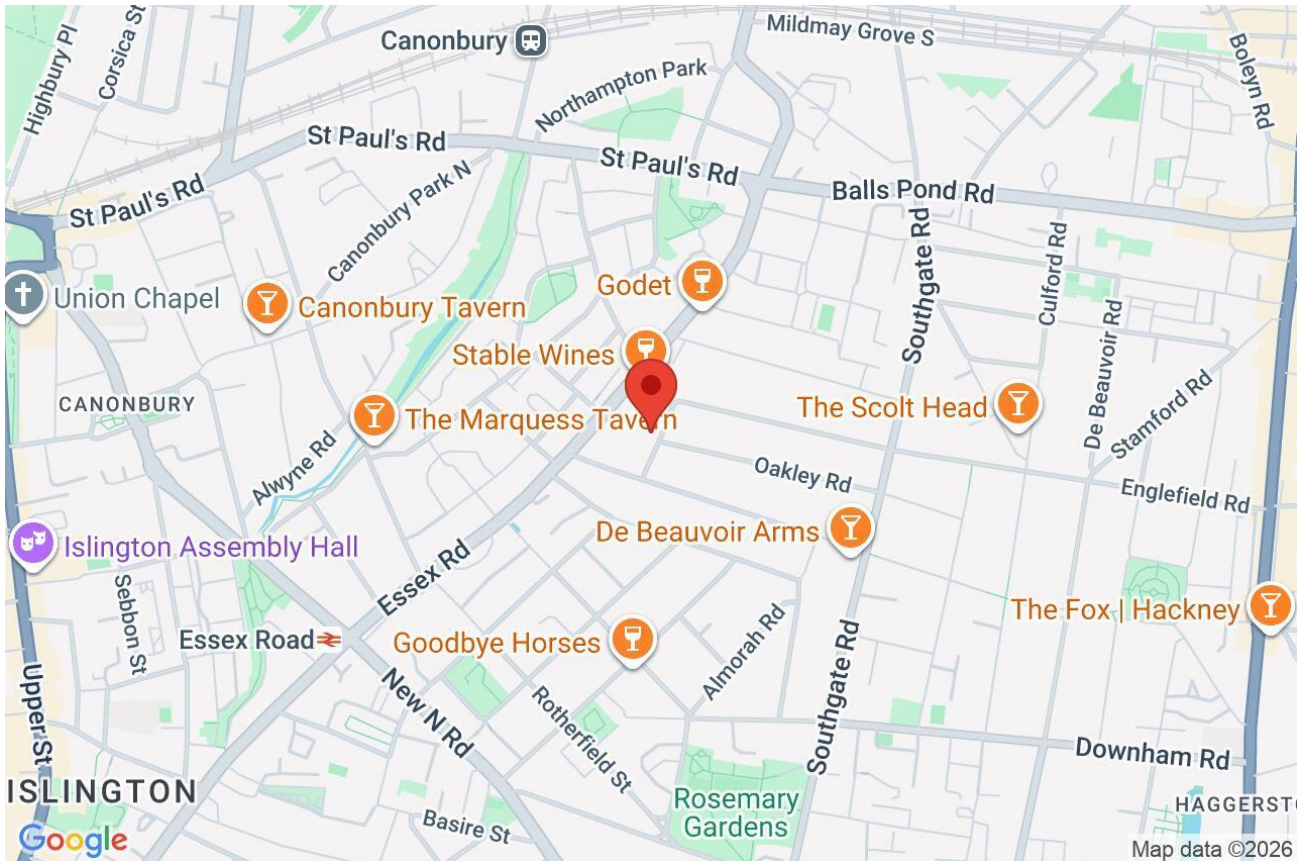 Mildmay Grove S
Corsica St
Highbury Pl
Canonbury
Boleyn Rd
Northampton Park
St Paul's Rd
St Paul's Rd
Balls Pond Rd
St Paul's Rd
Canonbury Park N
Southgate Rd
Culford Rd
Godet
Union Chapel
Canonbury Tavern
De Beauvoir Rd
Stable Wines
Stamford Rd
CANONBURY
The Marquess Tavern
The Scolt Head
Alwyne Rd
Oakley Rd
Englefield Rd
De Beauvoir Arms
Islington Assembly Hall
Essex Rd
Sebbon St
The Fox | Hackney
Essex Road
Goodbye Horses
Almorah Rd
Southgate Rd
Upper St
New N Rd
Rotherfield St
Downham Rd
ISLINGTON
Rosemary
Gardens
HAGGERSTO
Basire St
Google
Map data ©2026